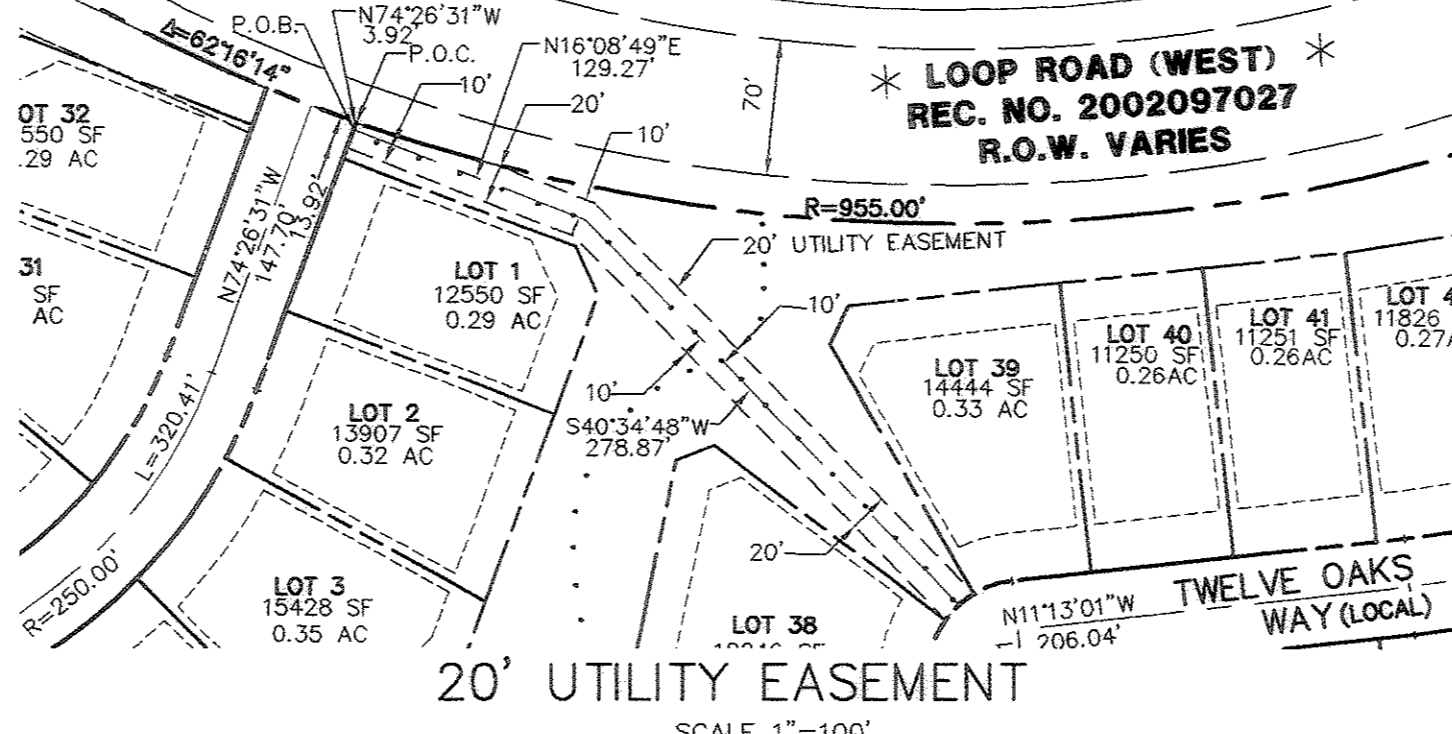 P.O.B.
N74°26'31"W
3.92'
P.O.C.
Δ=62°16'14"
N16°08'49"E
129.27'
10'
20'
10'
70'
* LOOP ROAD (WEST) *
REC. NO. 2002097027
R.O.W. VARIES
OT 32
550 SF
.29 AC
N74°26'31"W
147.70'
13.92'
R=955.00'
20' UTILITY EASEMENT
31
SF
AC
LOT 1
12550 SF
0.29 AC
10'
LOT 39
14444 SF
0.33 AC
LOT 40
11250 SF
0.26AC
LOT 41
11251 SF
0.26AC
LOT 4
11826
0.27A
10'
S40°34'48"W
278.87'
LOT 2
13907 SF
0.32 AC
L=320.41'
20'
R=250.00'
LOT 3
15428 SF
0.35 AC
LOT 38
N11°13'01"W
206.04'
TWELVE OAKS
WAY (LOCAL)
20' UTILITY EASEMENT
SCALE 1"=100'